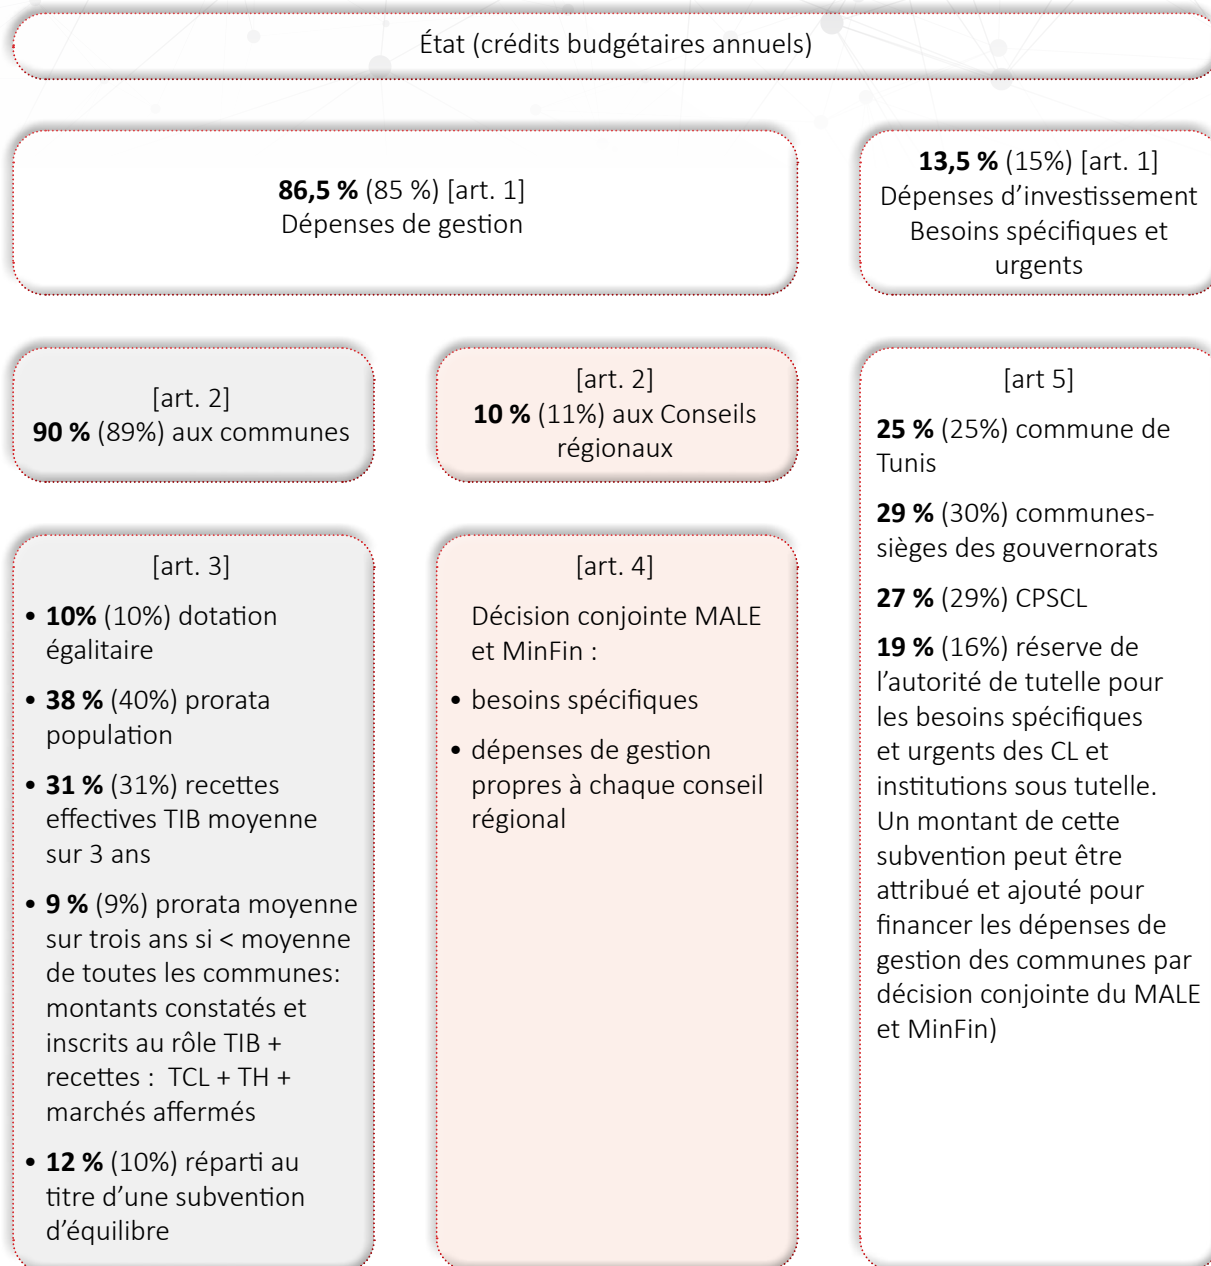 État (crédits budgétaires annuels)
86,5 % (85 %) [art. 1]
Dépenses de gestion
13,5 % (15%) [art. 1]
Dépenses d’investissement
Besoins spécifiques et
urgents
[art. 2]
90 % (89%) aux communes
[art. 2]
10 % (11%) aux Conseils
régionaux
[art. 3]
• 10% (10%) dotation
égalitaire
• 38 % (40%) prorata
population
• 31 % (31%) recettes
effectives TIB moyenne
sur 3 ans
• 9 % (9%) prorata moyenne
sur trois ans si < moyenne
de toutes les communes:
montants constatés et
inscrits au rôle TIB +
recettes : TCL + TH +
marchés affermés
• 12 % (10%) réparti au
titre d’une subvention
d’équilibre
[art. 4]
Décision conjointe MALE
et MinFin :
• besoins spécifiques
• dépenses de gestion
propres à chaque conseil
régional
[art 5]
25 % (25%) commune de
Tunis
29 % (30%) communes-
sièges des gouvernorats
27 % (29%) CPSCL
19 % (16%) réserve de
l’autorité de tutelle pour
les besoins spécifiques
et urgents des CL et
institutions sous tutelle.
Un montant de cette
subvention peut être
attribué et ajouté pour
financer les dépenses de
gestion des communes par
décision conjointe du MALE
et MinFin)